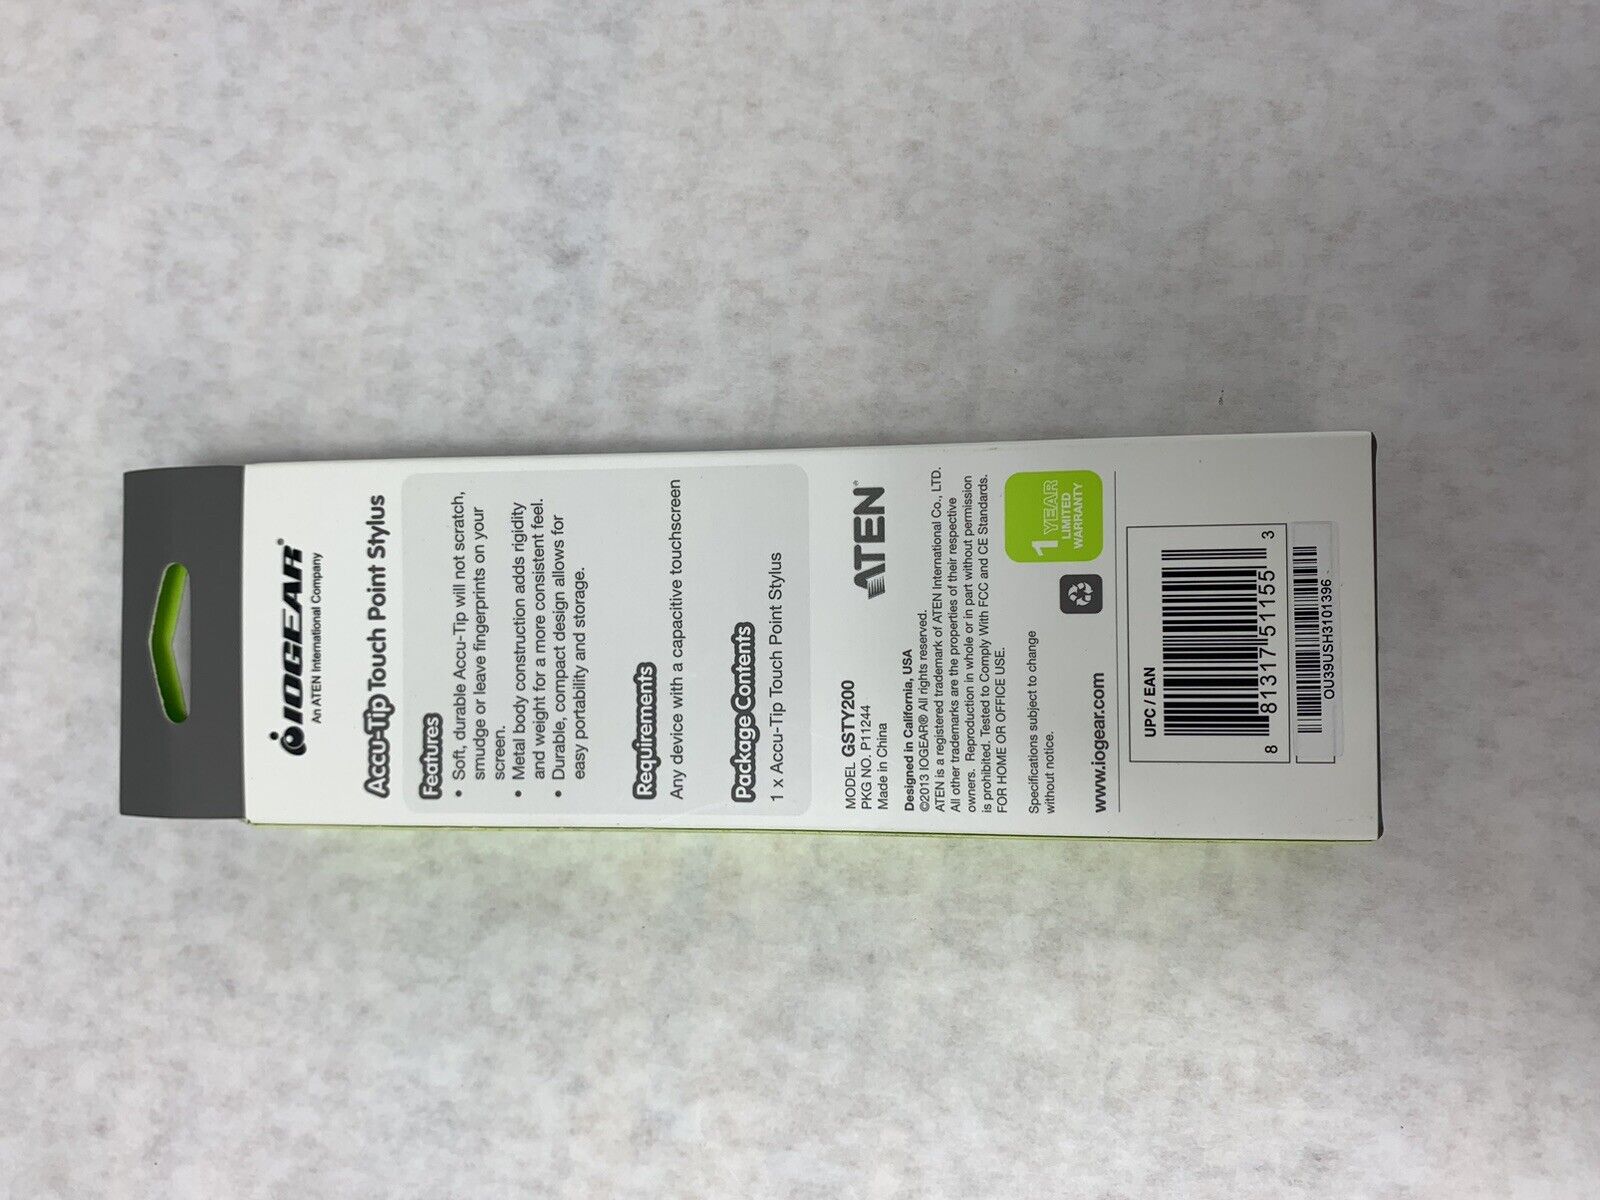 IOGEAR®
An ATEN International Company
Accu-Tip Touch Point Stylus
Features
• Soft, durable Accu-Tip will not scratch,
smudge or leave fingerprints on your
screen.
• Metal body construction adds rigidity
and weight for a more consistent feel.
• Durable, compact design allows for
easy portability and storage.
Requirements
Any device with a capacitive touchscreen
Package Contents
1 x Accu-Tip Touch Point Stylus
ATEN®
MODEL GSTY200
PKG NO. P11244
Made in China
Designed in California, USA
©2013 IOGEAR® All rights reserved.
ATEN is a registered trademark of ATEN International Co., LTD.
All other trademarks are the properties of their respective
owners. Reproduction in whole or in part without permission
is prohibited. Tested to Comply With FCC and CE Standards.
FOR HOME OR OFFICE USE.
Specifications subject to change
without notice.
1 YEAR
LIMITED
WARRANTY
www.iogear.com
UPC / EAN
8 81317 51155 3
OU39USH3101396